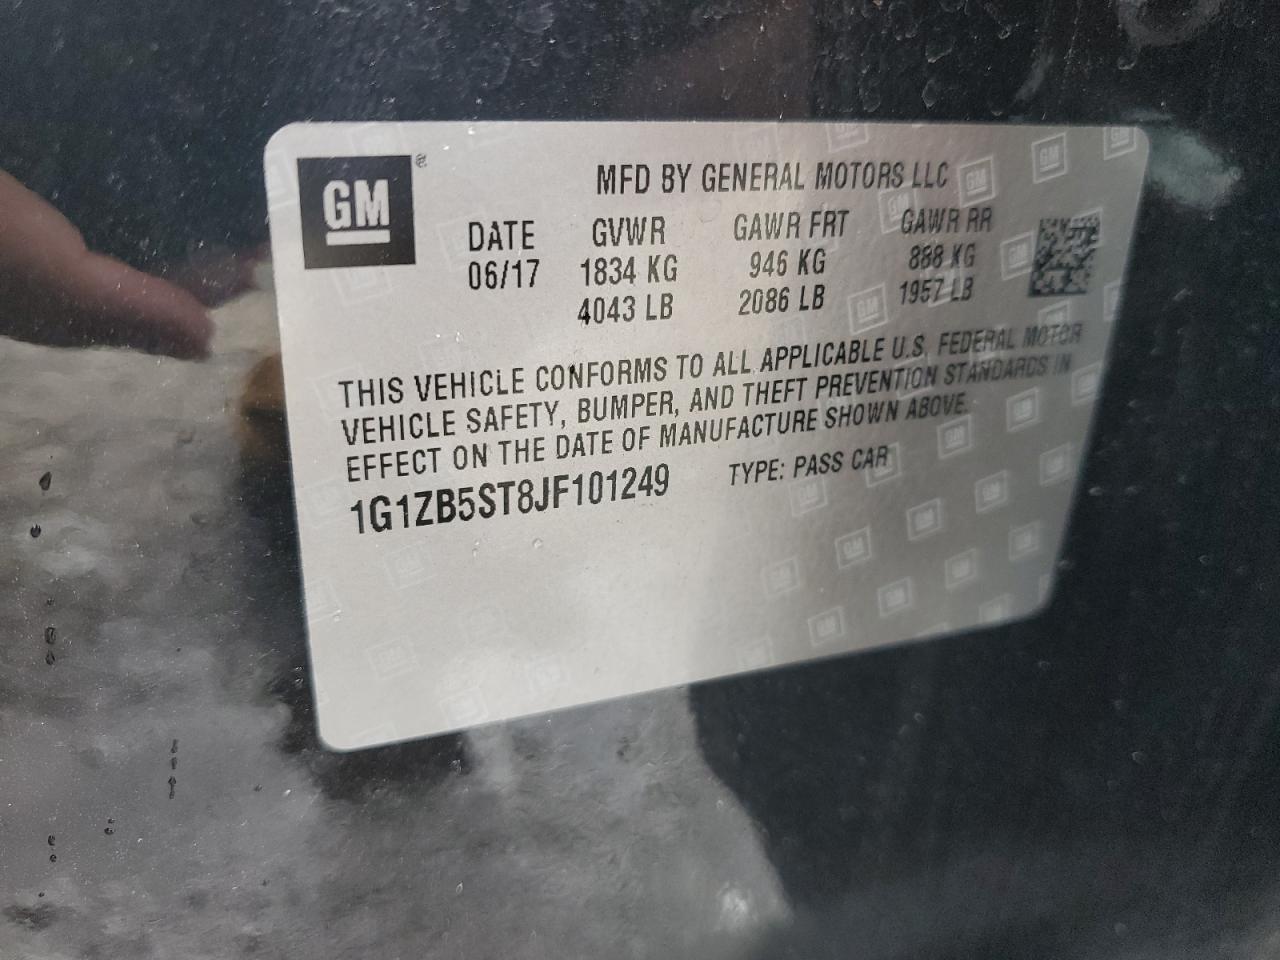 GM ®
MFD BY GENERAL MOTORS LLC
DATE GVWR GAWR FRT GAWR RR
06/17 1834 KG 946 KG 888 KG
4043 LB 2086 LB 1957 LB
THIS VEHICLE CONFORMS TO ALL APPLICABLE U.S. FEDERAL MOTOR
VEHICLE SAFETY, BUMPER, AND THEFT PREVENTION STANDARDS IN
EFFECT ON THE DATE OF MANUFACTURE SHOWN ABOVE.
1G1ZB5ST8JF101249 TYPE: PASS CAR